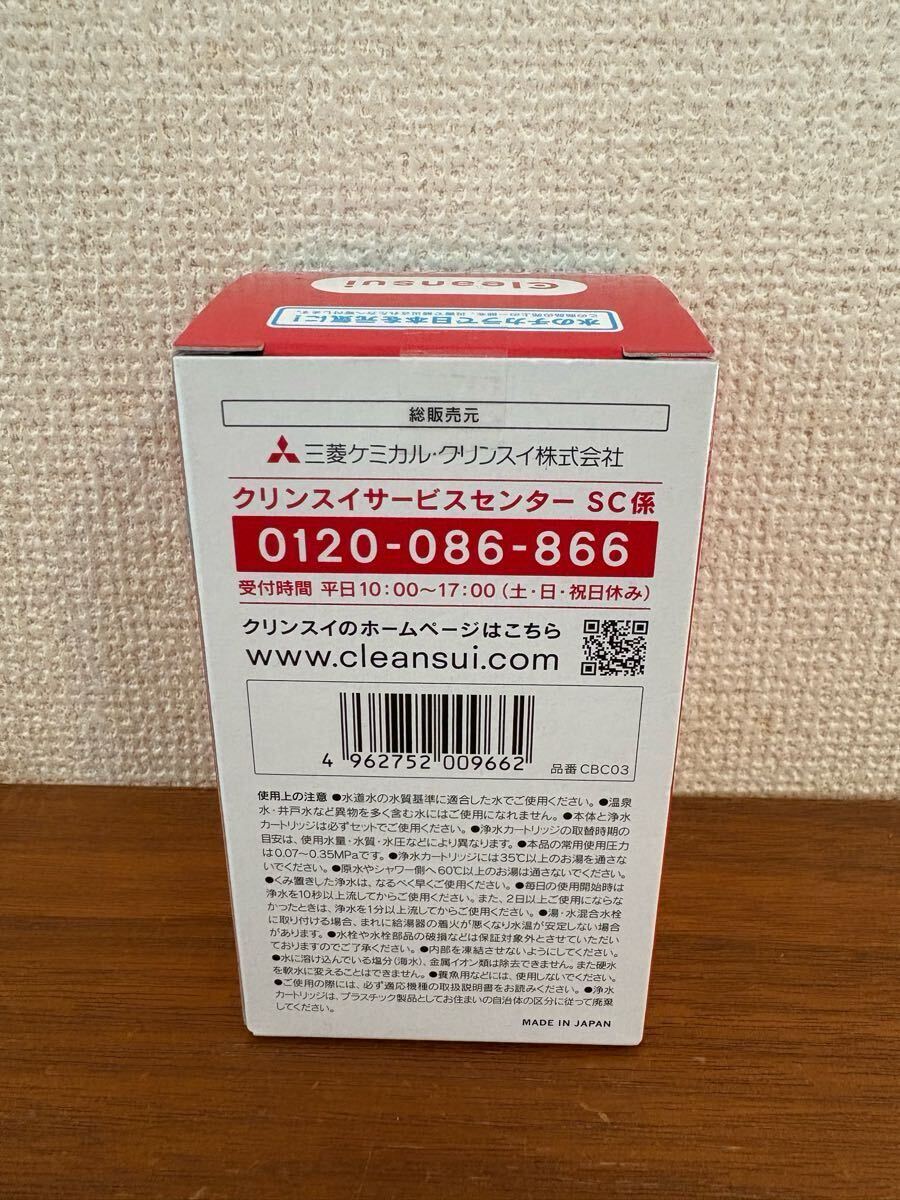 Cleansui
水のチカラで日本を元気に!
総販売元
三菱ケミカル・クリンスイ株式会社
クリンスイサービスセンター SC係
0120-086-866
受付時間 平日10:00〜17:00(土・日・祝日休み)
クリンスイのホームページはこちら
www.cleansui.com
4 962752 009662
品番 CBC03
使用上の注意 ●水道水の水質基準に適合した水でご使用ください。●温泉
水・井戸水など異物を多く含む水にはご使用になれません。●本体と浄水
カートリッジは必ずセットでご使用ください。●浄水カートリッジの取替時期の
目安は、使用水量・水質・水圧などにより異なります。●本品の常用使用圧力
は0.07〜0.35MPaです。●浄水カートリッジには35℃以上のお湯を通さな
いでください。●原水やシャワー側へ60℃以上のお湯は通さないでください。
●くみ置きした浄水は、なるべく早くご使用ください。●毎日の使用開始時は
浄水を10秒以上流してからご使用ください。また、2日以上ご使用にならな
かったときは、浄水を1分以上流してからご使用ください。●湯・水混合水栓
に取り付ける場合、まれに給湯器の着火が悪くなり水温が安定しない場合
があります。●水栓や水栓部品の破損などは保証対象外とさせていただい
ておりますのでご了承ください。●内部を凍結させないようにしてください。
●水に溶け込んでいる塩分(海水)、金属イオン類は除去できません。また硬水
を軟水に変えることはできません。●養魚用などには、使用しないでください。
●ご使用の際には、必ず適応機種の取扱説明書をお読みください。●浄水
カートリッジは、プラスチック製品としてお住まいの自治体の区分に従って廃棄
してください。
MADE IN JAPAN